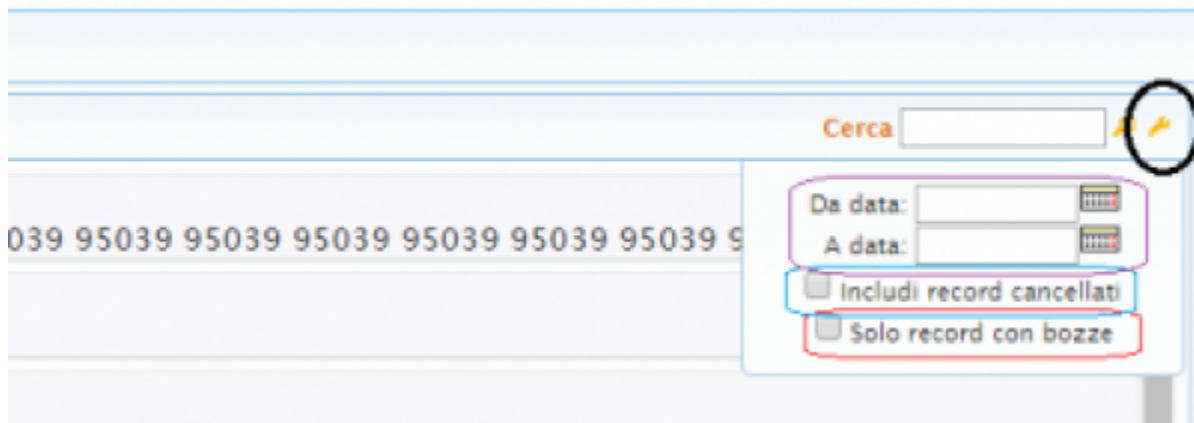 Cerca
Da data:
039 95039 95039 95039 95039 95039 95039 9
A data:
Includi record cancellati
Solo record con bozze